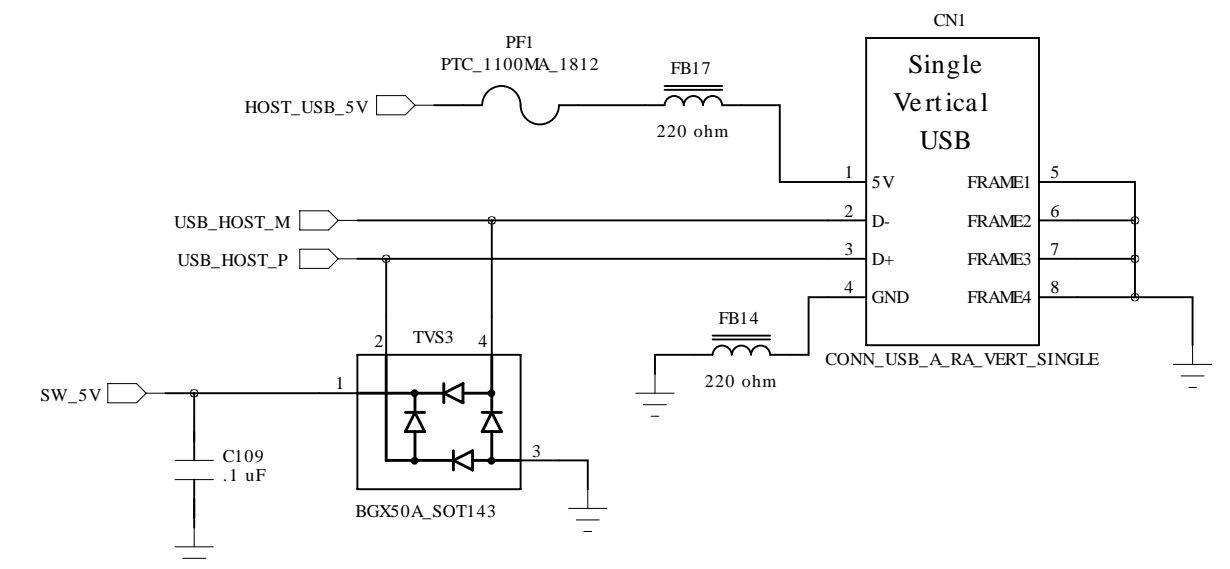 CN1
PF1
PTC_1100MA_1812
FB17
HOST_USB_5V
220 ohm
Single
Vertical
USB
1
5V
FRAME1
5
USB_HOST_M
2
D-
FRAME2
6
USB_HOST_P
3
D+
FRAME3
7
4
GND
FRAME4
8
FB14
220 ohm
CONN_USB_A_RA_VERT_SINGLE
2
TVS3
4
SW_5V
1
3
C109
.1 uF
BGX50A_SOT143